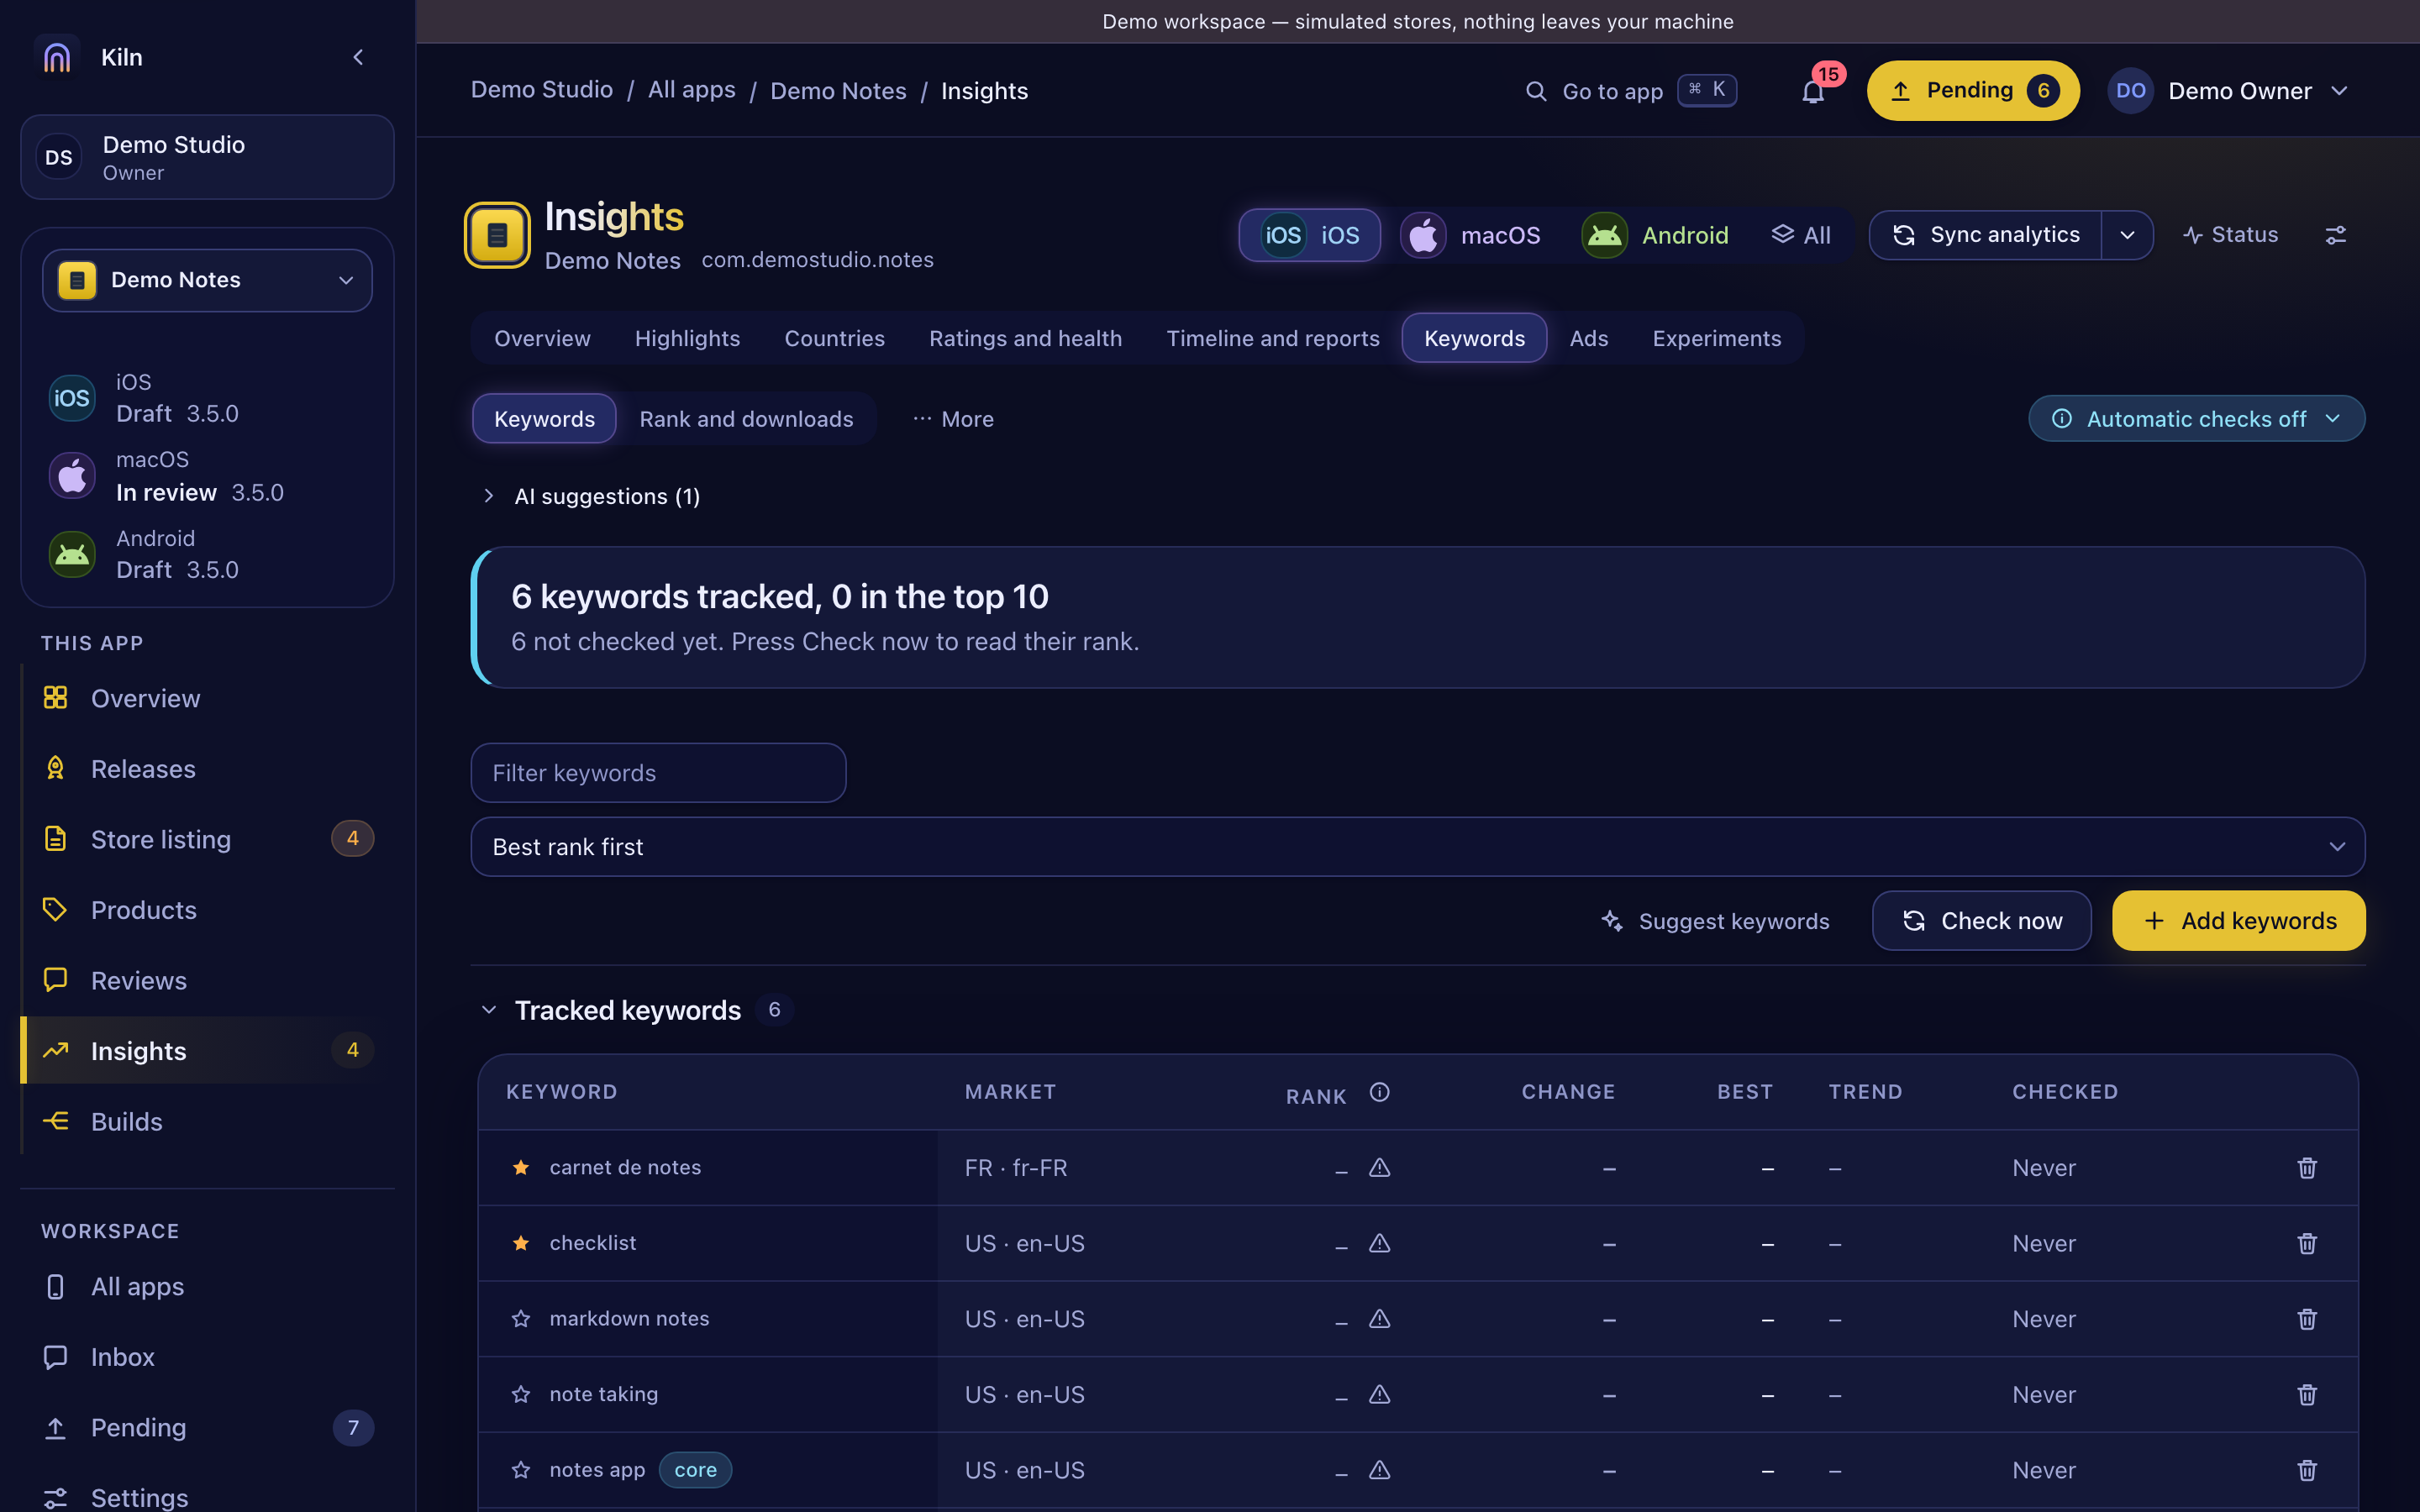 Demo workspace — simulated stores, nothing leaves your machine
Kiln
DS
Demo Studio
Owner
Demo Notes
iOS
iOS
Draft 3.5.0
macOS
In review 3.5.0
Android
Draft 3.5.0
THIS APP
Overview
Releases
Store listing 4
Products
Reviews
Insights 4
Builds
WORKSPACE
All apps
Inbox
Pending 7
Settings
Demo Studio / All apps / Demo Notes / Insights
Go to app ⌘ K
15
Pending 6
DO Demo Owner
Insights
Demo Notes com.demostudio.notes
iOS iOS macOS Android All
Sync analytics
Status
Overview Highlights Countries Ratings and health Timeline and reports Keywords Ads Experiments
Keywords Rank and downloads ··· More
Automatic checks off
AI suggestions (1)
6 keywords tracked, 0 in the top 10
6 not checked yet. Press Check now to read their rank.
Filter keywords
Best rank first
Suggest keywords Check now Add keywords
Tracked keywords 6
KEYWORD MARKET RANK CHANGE BEST TREND CHECKED
carnet de notes FR · fr-FR – – – – Never
checklist US · en-US – – – – Never
markdown notes US · en-US – – – – Never
note taking US · en-US – – – – Never
notes app core US · en-US – – – – Never